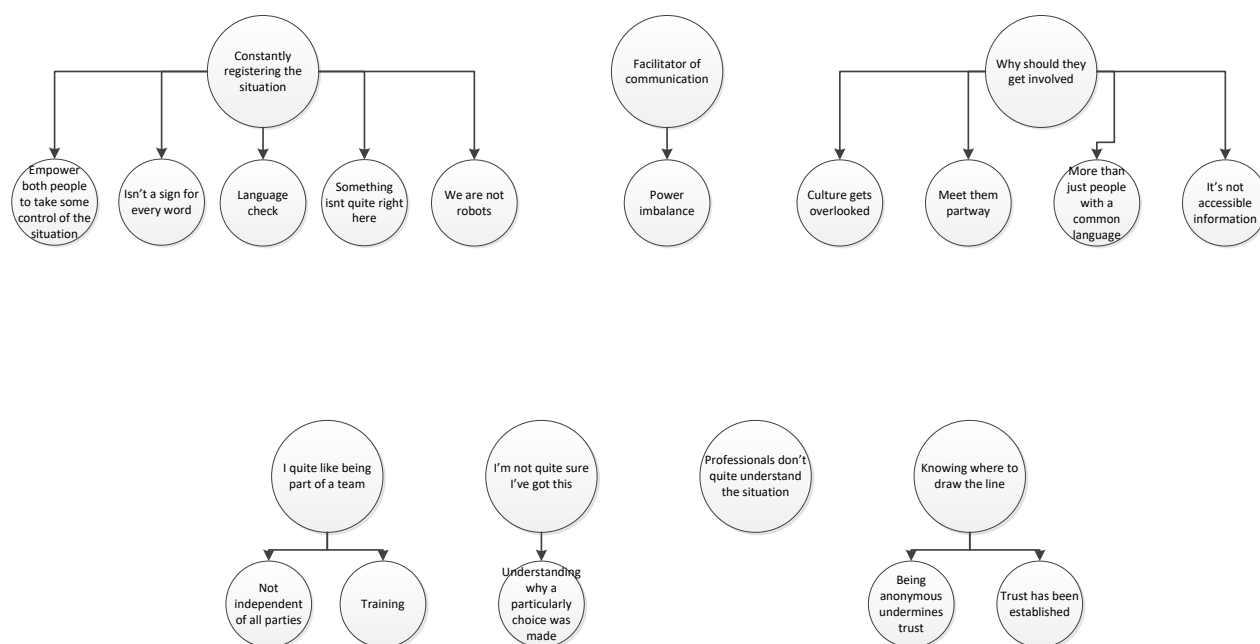 Constantly
registering the
situation
Facilitator of
communication
Why should they
get involved
Empower
both people
to take some
control of the
situation
Isn't a sign for
every word
Language
check
Something
isnt quite right
here
We are not
robots
Power
imbalance
Culture gets
overlooked
Meet them
partway
More than
just people
with a
common
language
It's not
accessible
information
I quite like being
part of a team
I'm not quite sure
I've got this
Professionals don't
quite understand
the situation
Knowing where to
draw the line
Not
independent
of all parties
Training
Understanding
why a
particularly
choice was
made
Being
anonymous
undermines
trust
Trust has been
established